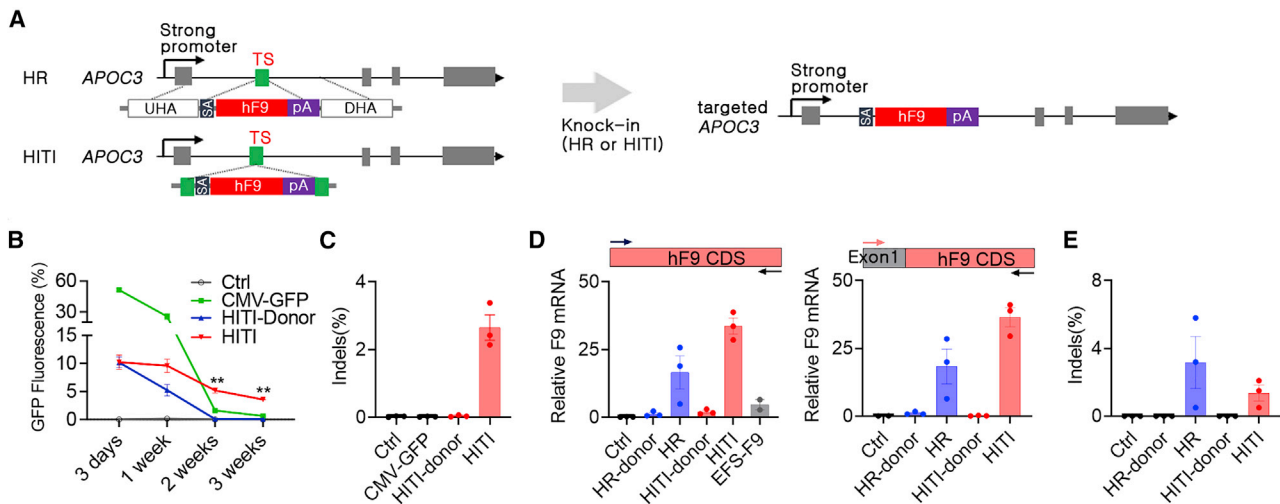 A
Strong
promoter
TS
HR APOC3
UHA SA hF9 pA DHA
TS
HITI APOC3
SA hF9 pA
Knock-in
(HR or HITI)
Strong
promoter
targeted
APOC3
SA hF9 pA
B
GFP Fluorescence (%)
60
30
15
10
5
0
Ctrl
CMV-GFP
HITI-Donor
HITI
**
**
3 days
1 week
2 weeks
3 weeks
C
Indels(%)
4
3
2
1
0
Ctrl
CMV-GFP
HITI-donor
HITI
D
hF9 CDS
Relative F9 mRNA
50
25
0
Ctrl
HR-donor
HR
HITI-donor
HITI
EFS-F9
Exon1 hF9 CDS
Relative F9 mRNA
50
25
0
Ctrl
HR-donor
HR
HITI-donor
HITI
E
Indels(%)
8
4
0
Ctrl
HR-donor
HR
HITI-donor
HITI